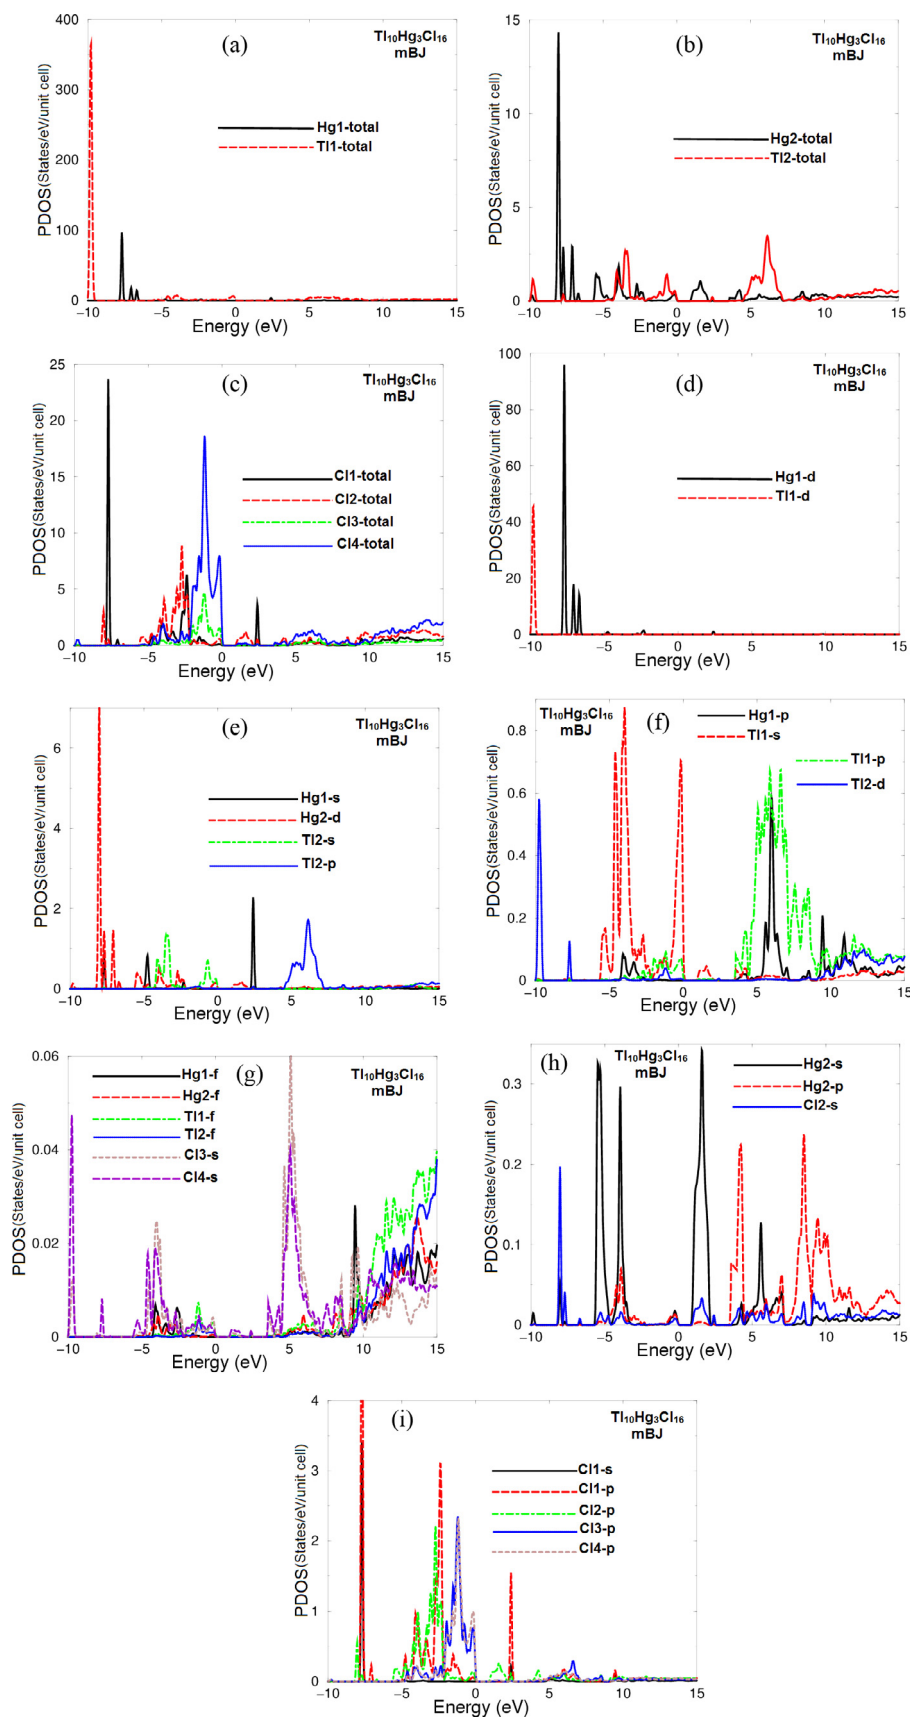 (a)
Tl₁₀Hg₃Cl₁₆
mBJ
Hg1-total
Tl1-total
PDOS(States/eV/unit cell)
400
300
200
100
0
−10 −5 0 5 10 15
Energy (eV)
(b)
Tl₁₀Hg₃Cl₁₆
mBJ
Hg2-total
Tl2-total
PDOS(States/eV/unit cell)
15
10
5
0
−10 −5 0 5 10 15
Energy (eV)
(c)
Tl₁₀Hg₃Cl₁₆
mBJ
Cl1-total
Cl2-total
Cl3-total
Cl4-total
PDOS(States/eV/unit cell)
25
20
15
10
5
0
−10 −5 0 5 10 15
Energy (eV)
(d)
Tl₁₀Hg₃Cl₁₆
mBJ
Hg1-d
Tl1-d
PDOS(States/eV/unit cell)
100
80
60
40
20
0
−10 −5 0 5 10 15
Energy (eV)
(e)
Tl₁₀Hg₃Cl₁₆
mBJ
Hg1-s
Hg2-d
Tl2-s
Tl2-p
PDOS(States/eV/unit cell)
6
4
2
0
−10 −5 0 5 10 15
Energy (eV)
Tl₁₀Hg₃Cl₁₆
mBJ
(f)
Hg1-p
Tl1-s
Tl1-p
Tl2-d
PDOS(States/eV/unit cell)
0.8
0.6
0.4
0.2
0
−10 −5 0 5 10 15
Energy (eV)
(g)
Tl₁₀Hg₃Cl₁₆
mBJ
Hg1-f
Hg2-f
Tl1-f
Tl2-f
Cl3-s
Cl4-s
PDOS(States/eV/unit cell)
0.06
0.04
0.02
0
−10 −5 0 5 10 15
Energy (eV)
(h)
Tl₁₀Hg₃Cl₁₆
mBJ
Hg2-s
Hg2-p
Cl2-s
PDOS(States/eV/unit cell)
0.3
0.2
0.1
0
−10 −5 0 5 10 15
Energy (eV)
(i)
Tl₁₀Hg₃Cl₁₆
mBJ
Cl1-s
Cl1-p
Cl2-p
Cl3-p
Cl4-p
PDOS(States/eV/unit cell)
4
3
2
1
0
−10 −5 0 5 10 15
Energy (eV)